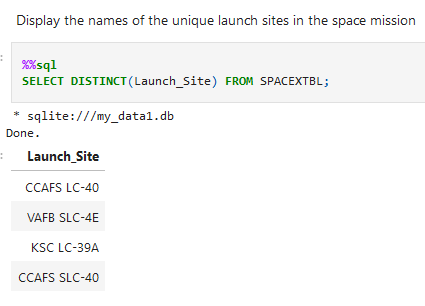 Display the names of the unique launch sites in the space mission
%%sql
SELECT DISTINCT(Launch_Site) FROM SPACEXTBL;
* sqlite:///my_data1.db
Done.
Launch_Site
CCAFS LC-40
VAFB SLC-4E
KSC LC-39A
CCAFS SLC-40